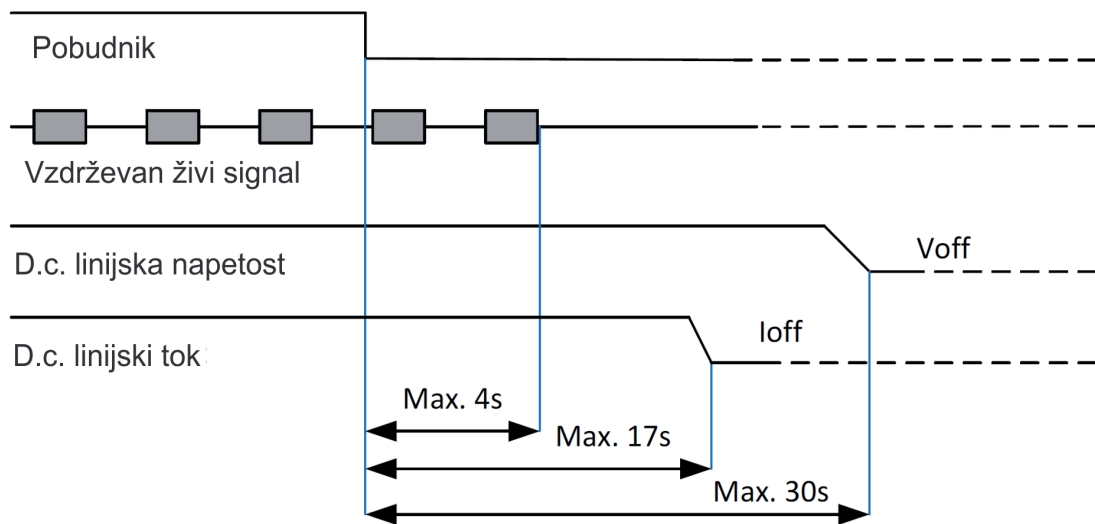 Pobudnik
Vzdrževan živi signal
D.c. linijska napetost
Voff
D.c. linijski tok
Ioff
Max. 4s
Max. 17s
Max. 30s